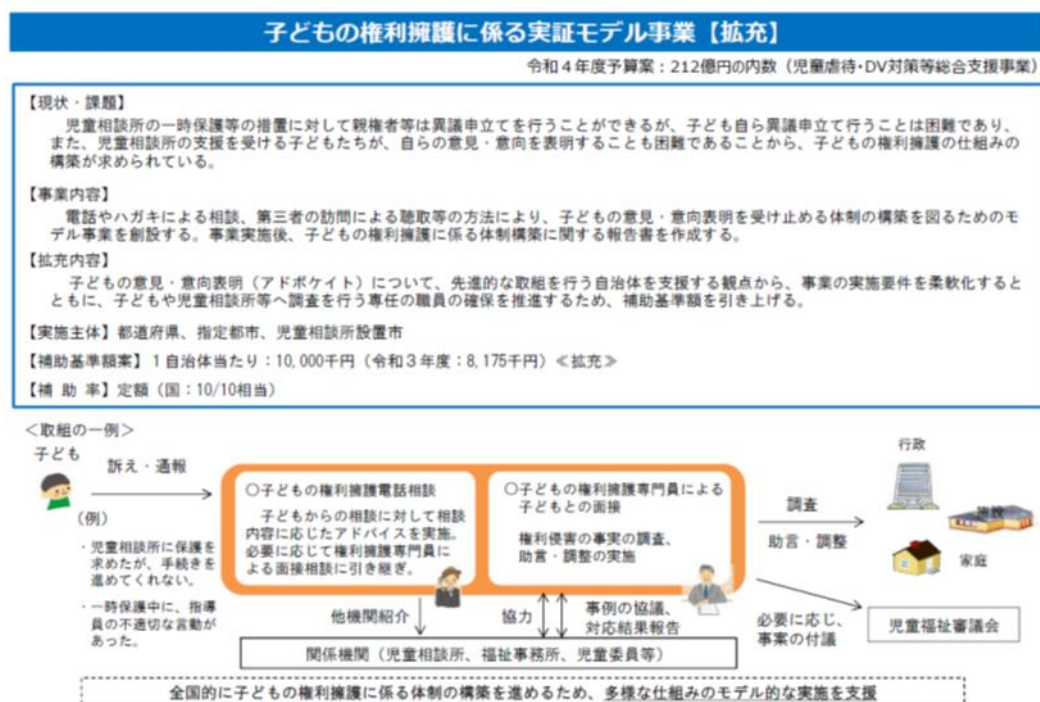 子どもの権利擁護に係る実証モデル事業【拡充】
令和４年度予算案：212億円の内数（児童虐待・DV対策等総合支援事業）
【現状・課題】
児童相談所の一時保護等の措置に対して親権者等は異議申立てを行うことができるが、子ども自ら異議申立て行うことは困難であり、
また、児童相談所の支援を受ける子どもたちが、自らの意見・意向を表明することも困難であることから、子どもの権利擁護の仕組みの
構築が求められている。
【事業内容】
電話やハガキによる相談、第三者の訪問による聴取等の方法により、子どもの意見・意向表明を受け止める体制の構築を図るためのモ
デル事業を創設する。事業実施後、子どもの権利擁護に係る体制構築に関する報告書を作成する。
【拡充内容】
子どもの意見・意向表明（アドボケイト）について、先進的な取組を行う自治体を支援する観点から、事業の実施要件を柔軟化すると
ともに、子どもや児童相談所等へ調査を行う専任の職員の確保を推進するため、補助基準額を引き上げる。
【実施主体】都道府県、指定都市、児童相談所設置市
【補助基準額案】１自治体当たり：10,000千円（令和３年度：8,175千円）≪拡充≫
【補 助 率】定額（国：10/10相当）
＜取組の一例＞
子ども
訴え・通報
（例）
・児童相談所に保護を
求めたが、手続きを
進めてくれない。
・一時保護中に、指導
員の不適切な言動が
あった。
○子どもの権利擁護電話相談
子どもからの相談に対して相談
内容に応じたアドバイスを実施。
必要に応じて権利擁護専門員に
よる面接相談に引き継ぎ。
○子どもの権利擁護専門員による
子どもとの面接
権利侵害の事実の調査、
助言・調整の実施
調査
助言・調整
行政
施設
家庭
他機関紹介
協力
事例の協議、
対応結果報告
必要に応じ、
事案の付議
児童福祉審議会
関係機関（児童相談所、福祉事務所、児童委員等）
全国的に子どもの権利擁護に係る体制の構築を進めるため、多様な仕組みのモデル的な実施を支援